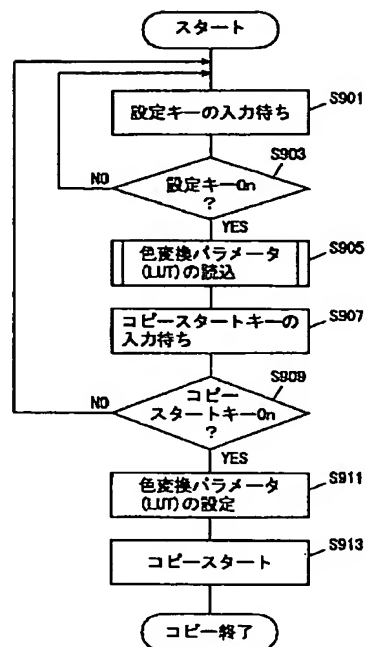 スタート
設定キーの入力待ち
S901
S903
設定キーOn
?
NO
YES
色変換パラメータ
(LUT)の読込
S905
コピースタートキーの
入力待ち
S907
S909
コピー
スタートキーOn
?
NO
YES
色変換パラメータ
(LUT)の設定
S911
コピースタート
S913
コピー終了